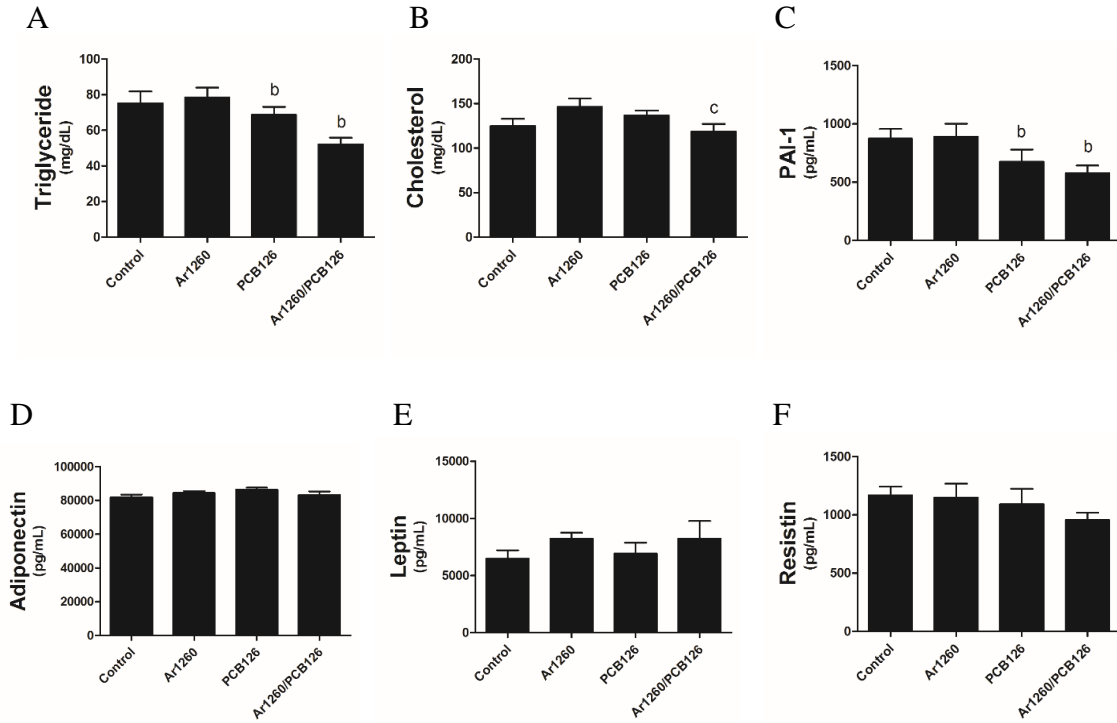 A
Triglyceride
(mg/dL)
100
80
60
40
20
0
b
b
Control
Ar1260
PCB126
Ar1260/PCB126
B
Cholesterol
(mg/dL)
200
150
100
50
0
c
Control
Ar1260
PCB126
Ar1260/PCB126
C
PAI-1
(pg/mL)
1500
1000
500
0
b
b
Control
Ar1260
PCB126
Ar1260/PCB126
D
Adiponectin
(pg/mL)
100000
80000
60000
40000
20000
0
Control
Ar1260
PCB126
Ar1260/PCB126
E
Leptin
(pg/mL)
15000
10000
5000
0
Control
Ar1260
PCB126
Ar1260/PCB126
F
Resistin
(pg/mL)
1500
1000
500
0
Control
Ar1260
PCB126
Ar1260/PCB126